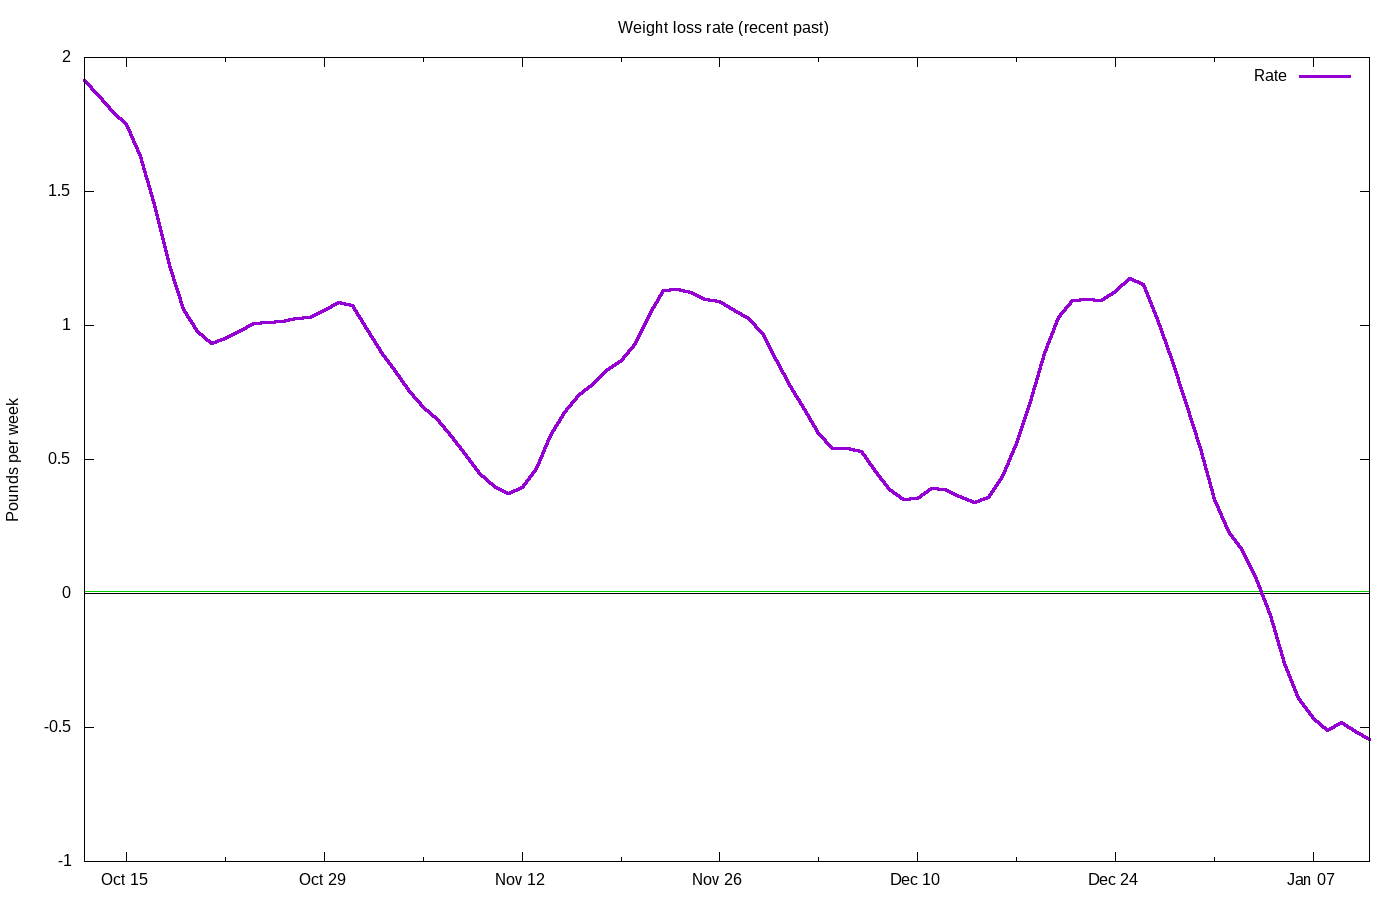 Weight loss rate (recent past)
Rate
Pounds per week
2
1.5
1
0.5
0
-0.5
-1
Oct 15
Oct 29
Nov 12
Nov 26
Dec 10
Dec 24
Jan 07